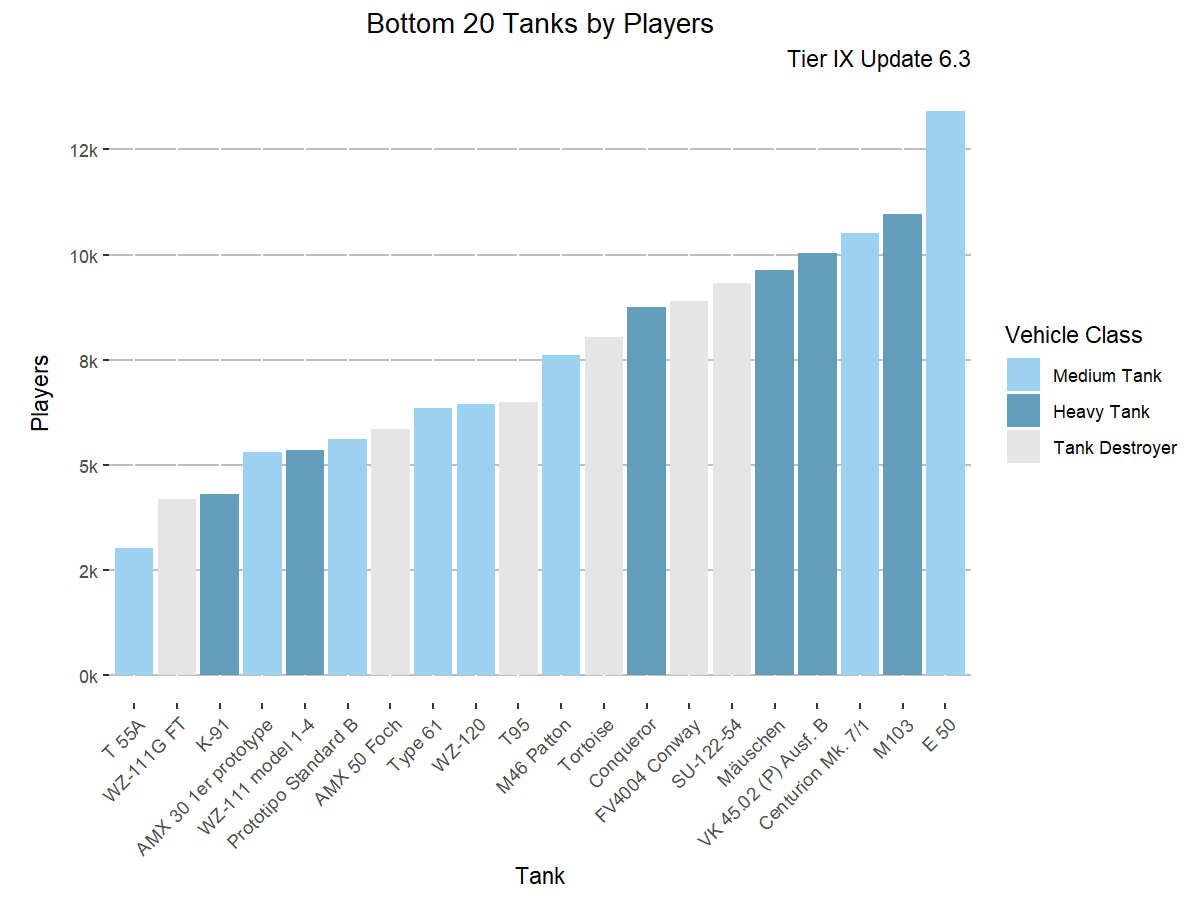 Bottom 20 Tanks by Players
Tier IX Update 6.3
12k
10k
8k
5k
2k
0k
Players
T 55A
WZ-111G FT
K-91
AMX 30 1er prototype
WZ-111 model 1-4
Prototipo Standard B
AMX 50 Foch
Type 61
WZ-120
T95
M46 Patton
Tortoise
Conqueror
FV4004 Conway
SU-122-54
Mäuschen
VK 45.02 (P) Ausf. B
Centurion Mk. 7/1
M103
E 50
Tank
Vehicle Class
Medium Tank
Heavy Tank
Tank Destroyer